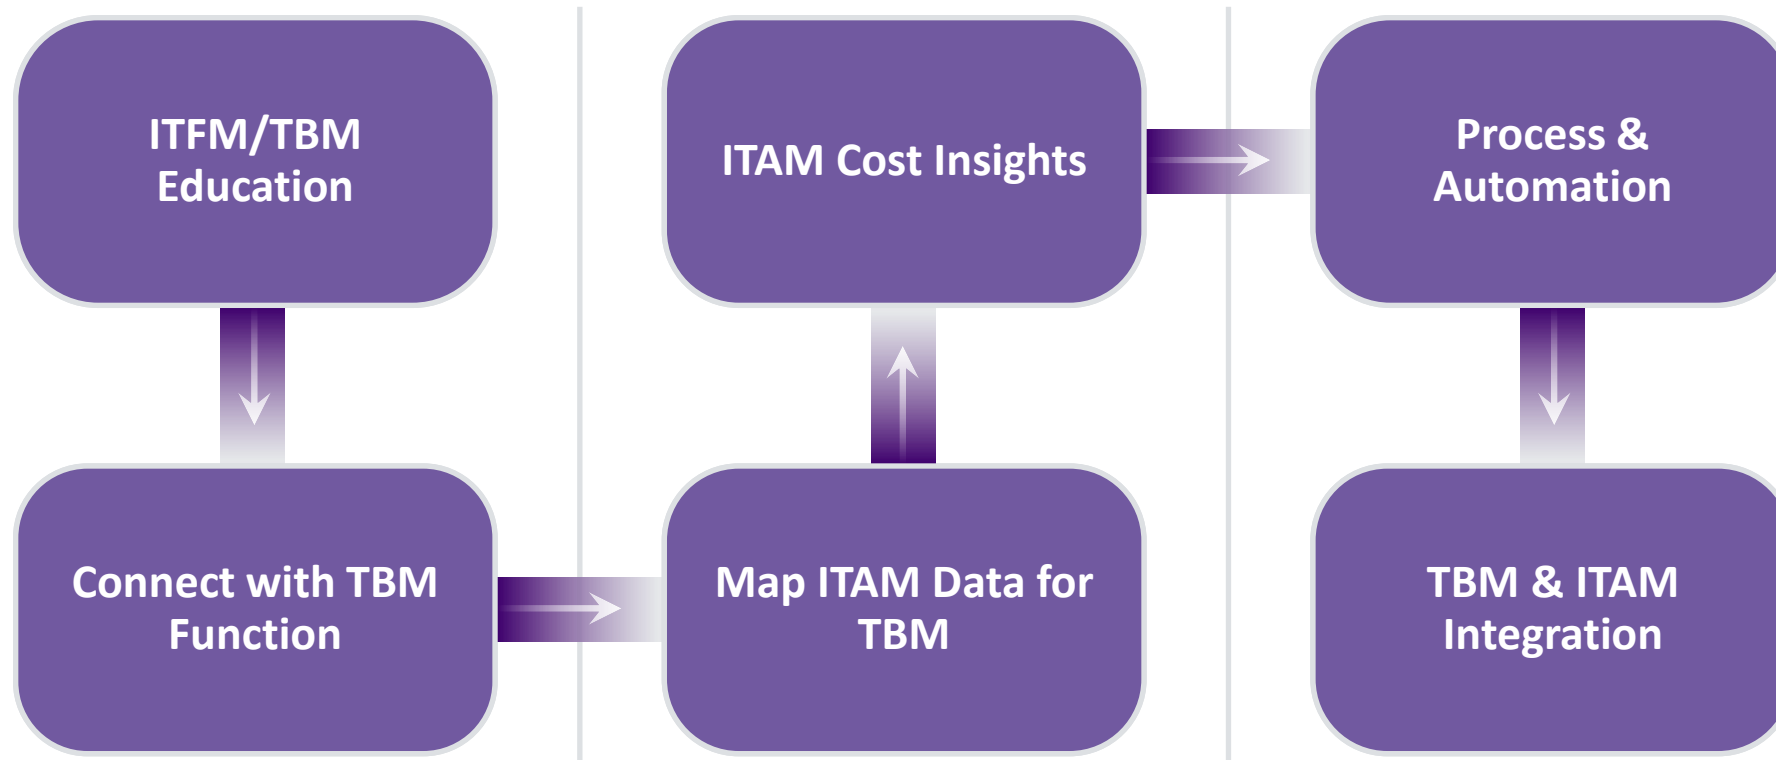 ITFM/TBM
Education
Connect with TBM
Function
Map ITAM Data for
TBM
ITAM Cost Insights
Process &
Automation
TBM & ITAM
Integration